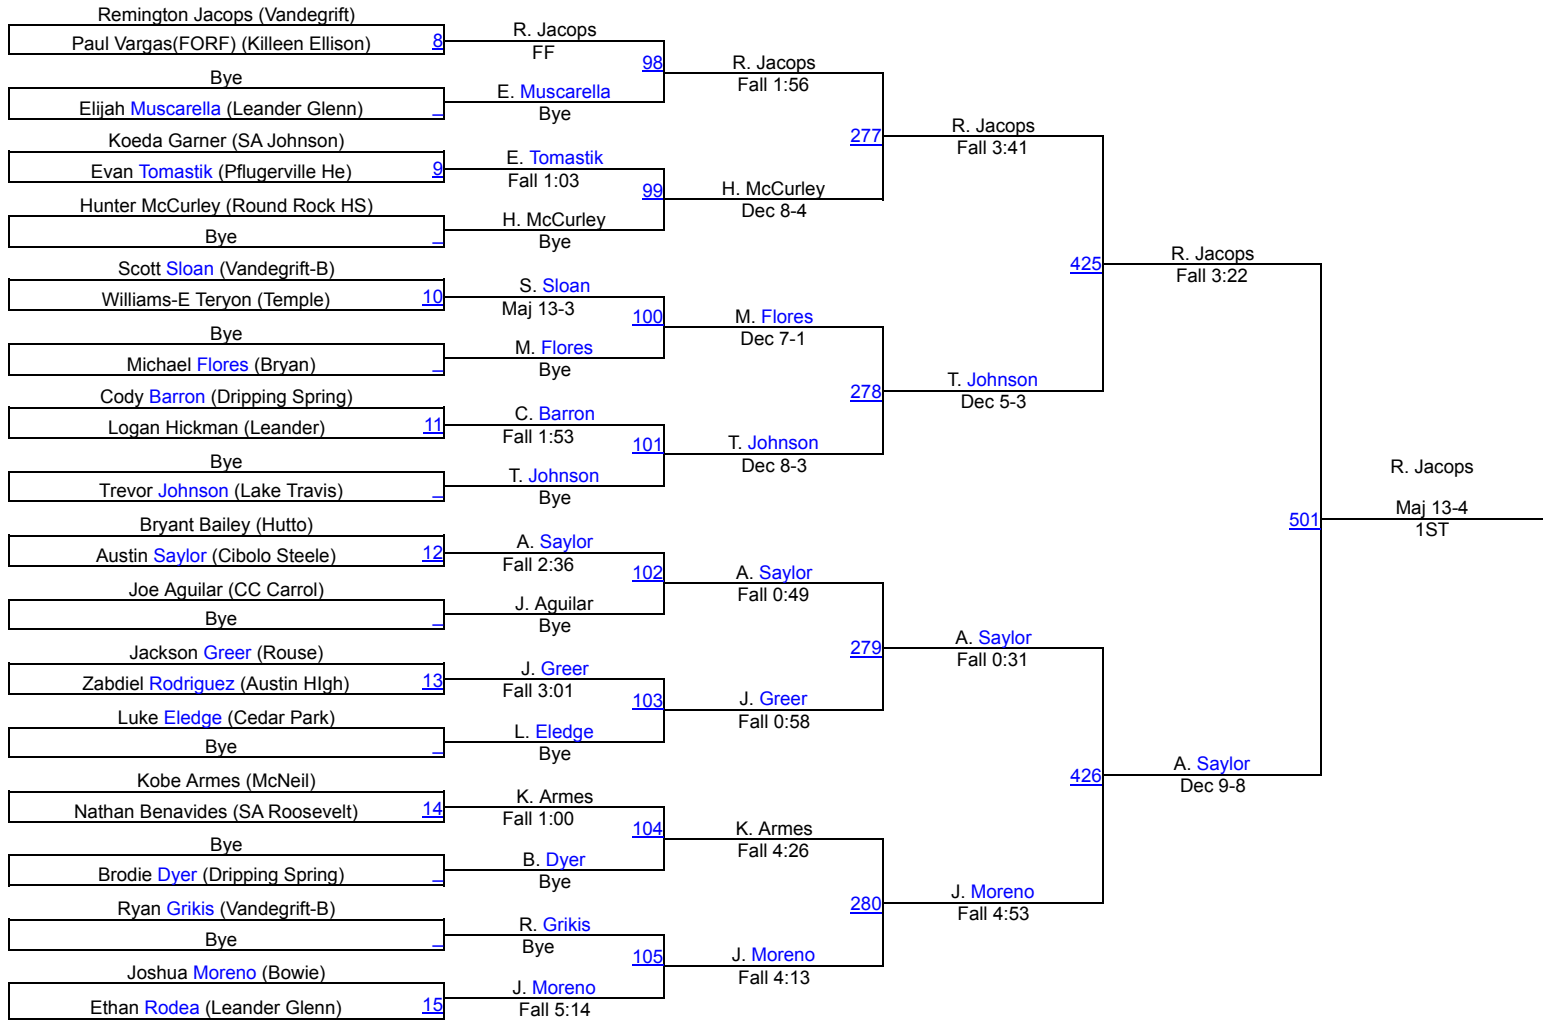 Remington Jacops (Vandegrift)
Paul Vargas(FORF) (Killeen Ellison) 8
Bye
Elijah Muscarella (Leander Glenn) _
Koeda Garner (SA Johnson)
Evan Tomastik (Pflugerville He) 9
Hunter McCurley (Round Rock HS)
Bye _
Scott Sloan (Vandegrift-B)
Williams-E Teryon (Temple) 10
Bye
Michael Flores (Bryan) _
Cody Barron (Dripping Spring)
Logan Hickman (Leander) 11
Bye
Trevor Johnson (Lake Travis) _
Bryant Bailey (Hutto)
Austin Saylor (Cibolo Steele) 12
Joe Aguilar (CC Carrol)
Bye _
Jackson Greer (Rouse)
Zabdiel Rodriguez (Austin HIgh) 13
Luke Eledge (Cedar Park)
Bye _
Kobe Armes (McNeil)
Nathan Benavides (SA Roosevelt) 14
Bye
Brodie Dyer (Dripping Spring) _
Ryan Grikis (Vandegrift-B)
Bye _
Joshua Moreno (Bowie)
Ethan Rodea (Leander Glenn) 15
R. Jacops
FF
98
E. Muscarella
Bye
E. Tomastik
Fall 1:03
99
H. McCurley
Bye
S. Sloan
Maj 13-3
100
M. Flores
Bye
C. Barron
Fall 1:53
101
T. Johnson
Bye
A. Saylor
Fall 2:36
102
J. Aguilar
Bye
J. Greer
Fall 3:01
103
L. Eledge
Bye
K. Armes
Fall 1:00
104
B. Dyer
Bye
R. Grikis
Bye
105
J. Moreno
Fall 5:14
R. Jacops
Fall 1:56
277
H. McCurley
Dec 8-4
M. Flores
Dec 7-1
278
T. Johnson
Dec 8-3
A. Saylor
Fall 0:49
279
J. Greer
Fall 0:58
K. Armes
Fall 4:26
280
J. Moreno
Fall 4:13
R. Jacops
Fall 3:41
425
T. Johnson
Dec 5-3
A. Saylor
Fall 0:31
426
J. Moreno
Fall 4:53
R. Jacops
Fall 3:22
501
A. Saylor
Dec 9-8
R. Jacops
Maj 13-4
1ST